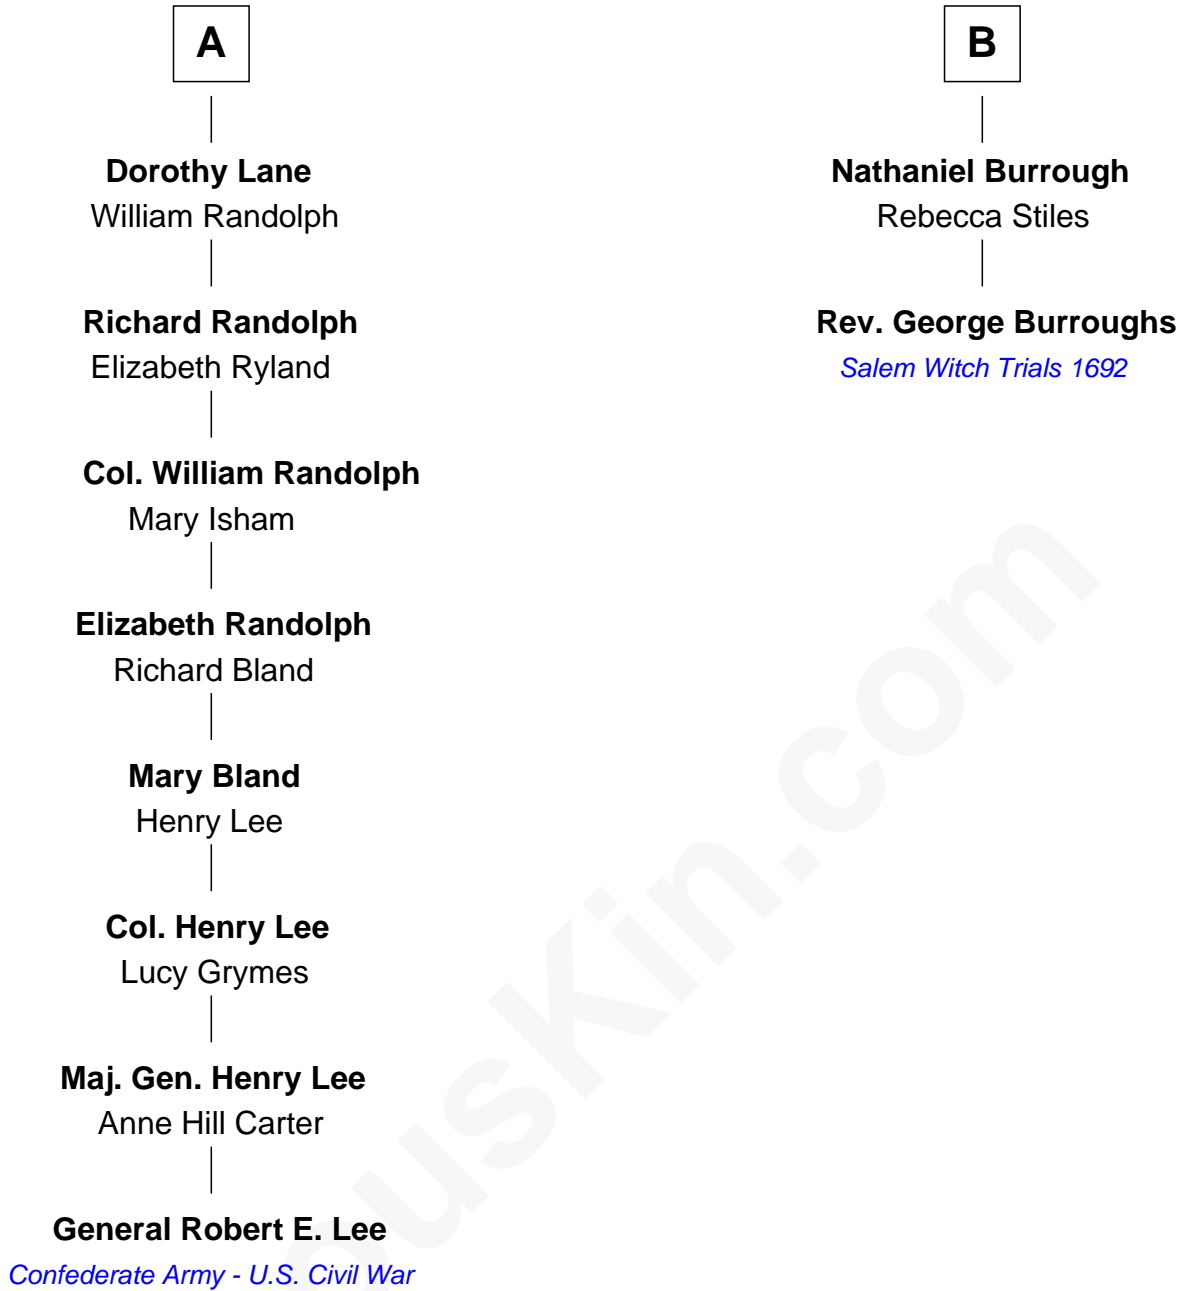 A
Dorothy Lane
William Randolph
Richard Randolph
Elizabeth Ryland
Col. William Randolph
Mary Isham
Elizabeth Randolph
Richard Bland
Mary Bland
Henry Lee
Col. Henry Lee
Lucy Grymes
Maj. Gen. Henry Lee
Anne Hill Carter
General Robert E. Lee
Confederate Army - U.S. Civil War
B
Nathaniel Burrough
Rebecca Stiles
Rev. George Burroughs
Salem Witch Trials 1692
ousKin.com